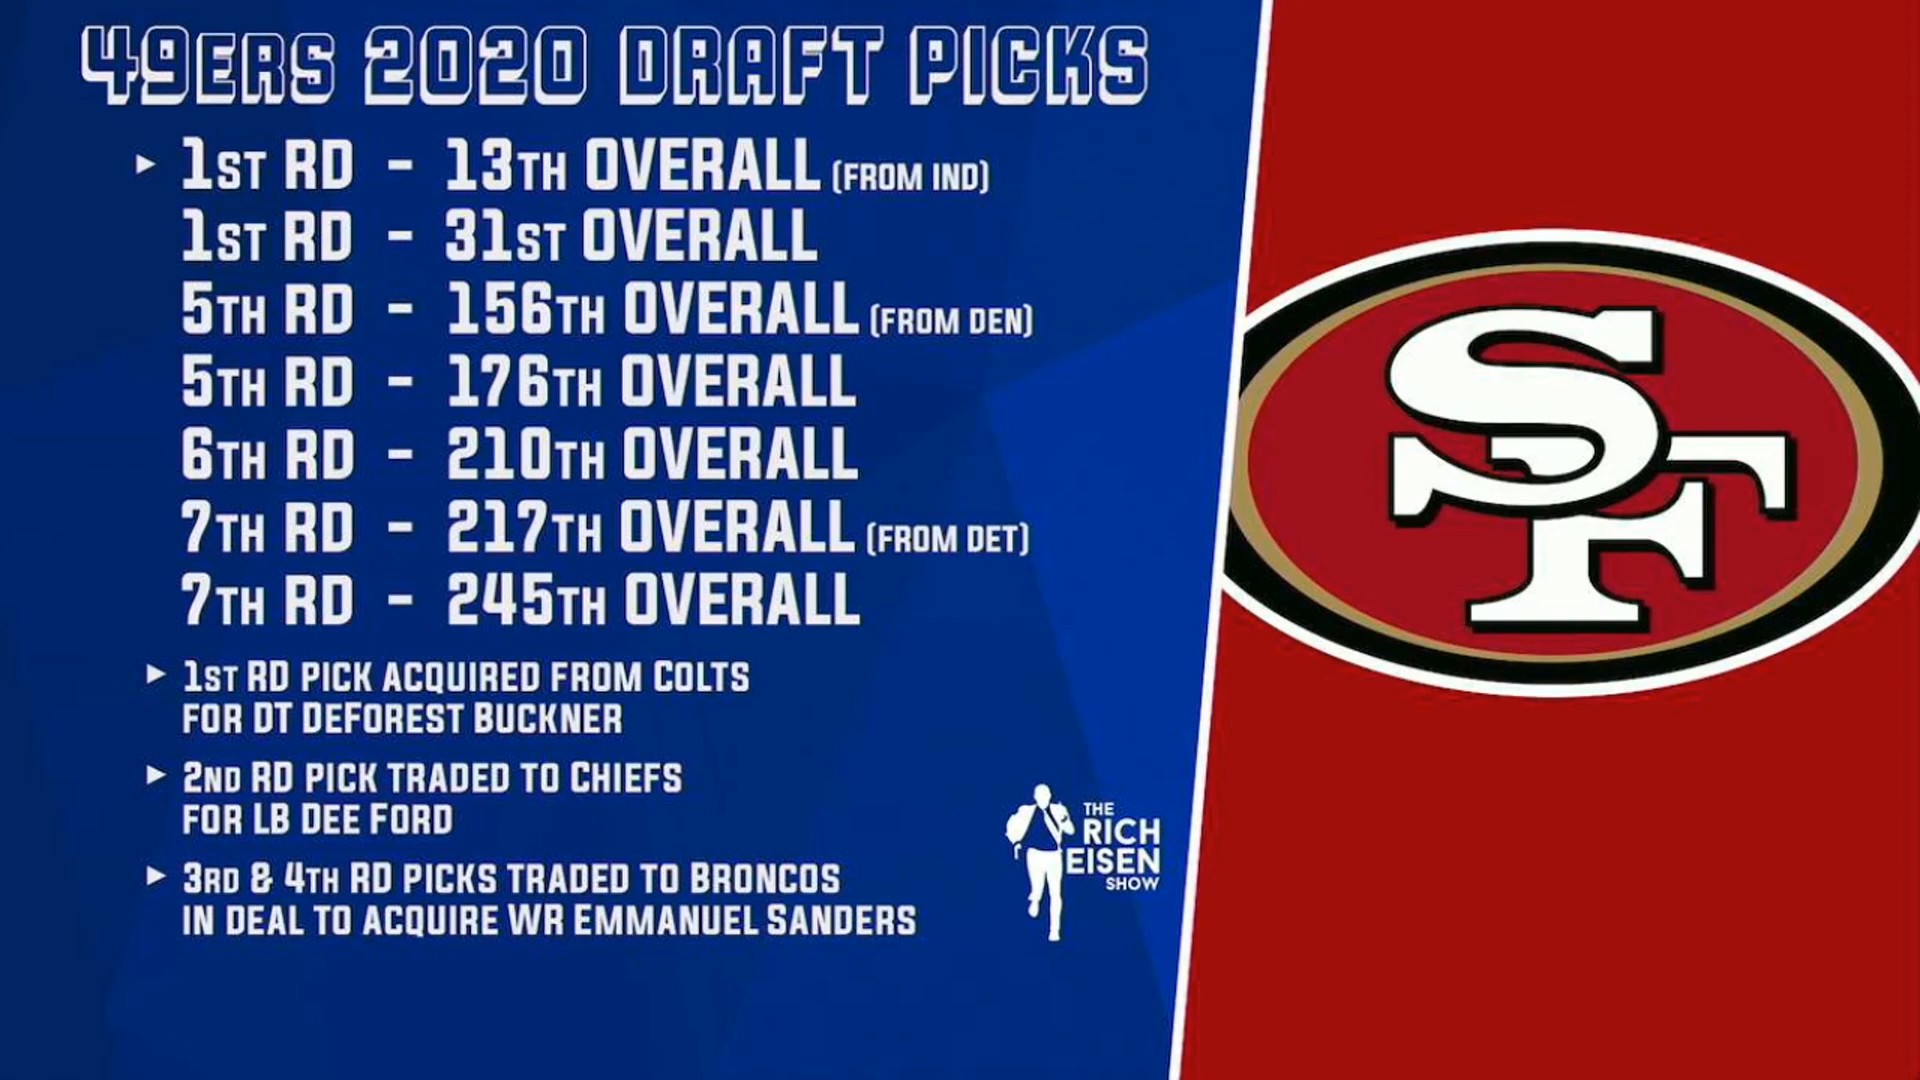 49ERS 2020 DRAFT PICKS
▸ 1ST RD - 13TH OVERALL (FROM IND)
1ST RD - 31ST OVERALL
5TH RD - 156TH OVERALL (FROM DEN)
5TH RD - 176TH OVERALL
6TH RD - 210TH OVERALL
7TH RD - 217TH OVERALL (FROM DET)
7TH RD - 245TH OVERALL
▸ 1ST RD PICK ACQUIRED FROM COLTS
FOR DT DEFOREST BUCKNER
▸ 2ND RD PICK TRADED TO CHIEFS
FOR LB DEE FORD
▸ 3RD & 4TH RD PICKS TRADED TO BRONCOS
IN DEAL TO ACQUIRE WR EMMANUEL SANDERS
THE
RICH
EISEN
SHOW
SF